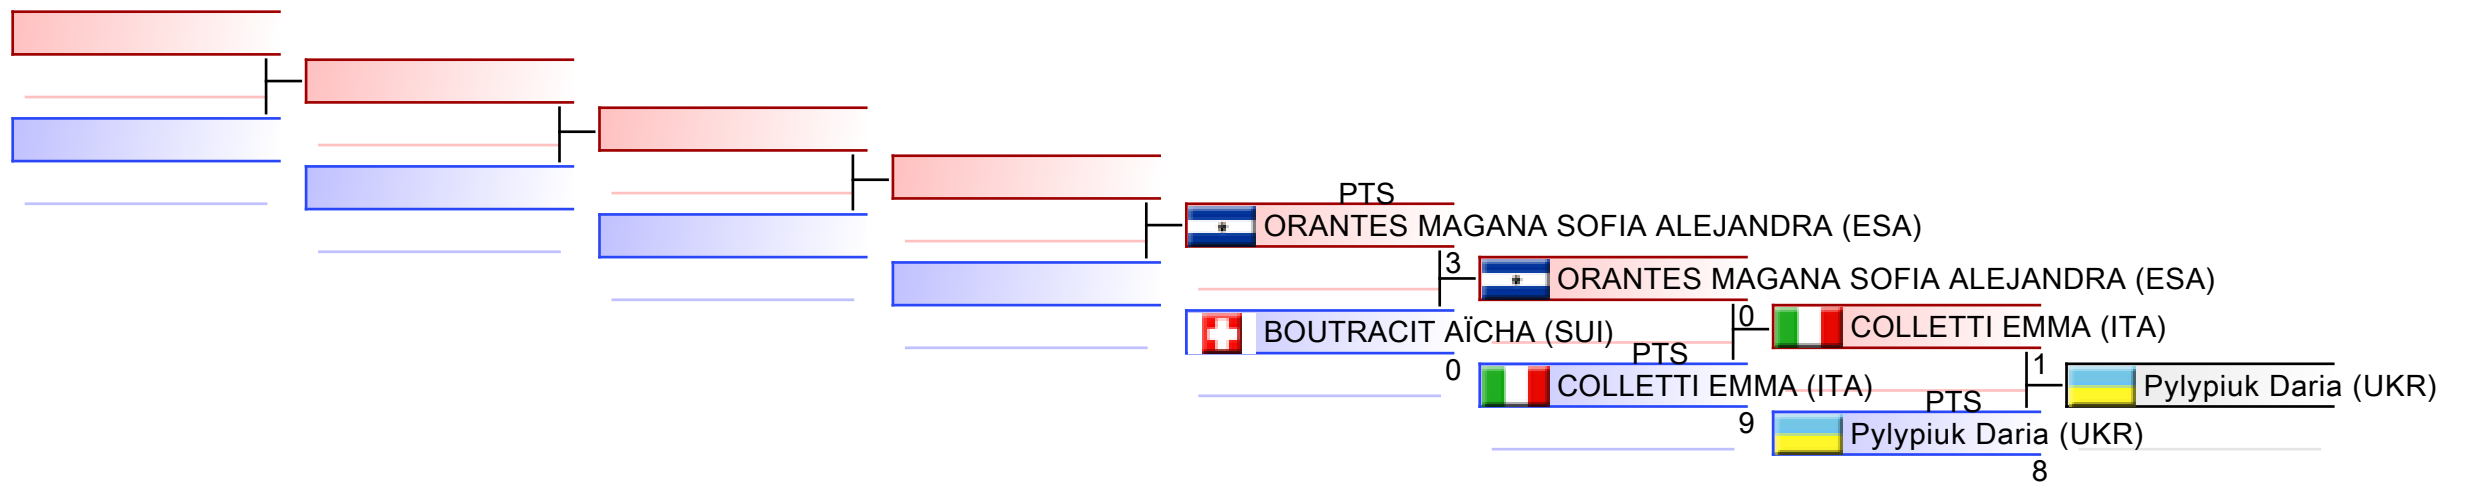 PTS
ORANTES MAGANA SOFIA ALEJANDRA (ESA)
3
ORANTES MAGANA SOFIA ALEJANDRA (ESA)
0
COLLETTI EMMA (ITA)
BOUTRACIT AÏCHA (SUI)
PTS
0
1
COLLETTI EMMA (ITA)
Pylypiuk Daria (UKR)
PTS
9
Pylypiuk Daria (UKR)
8